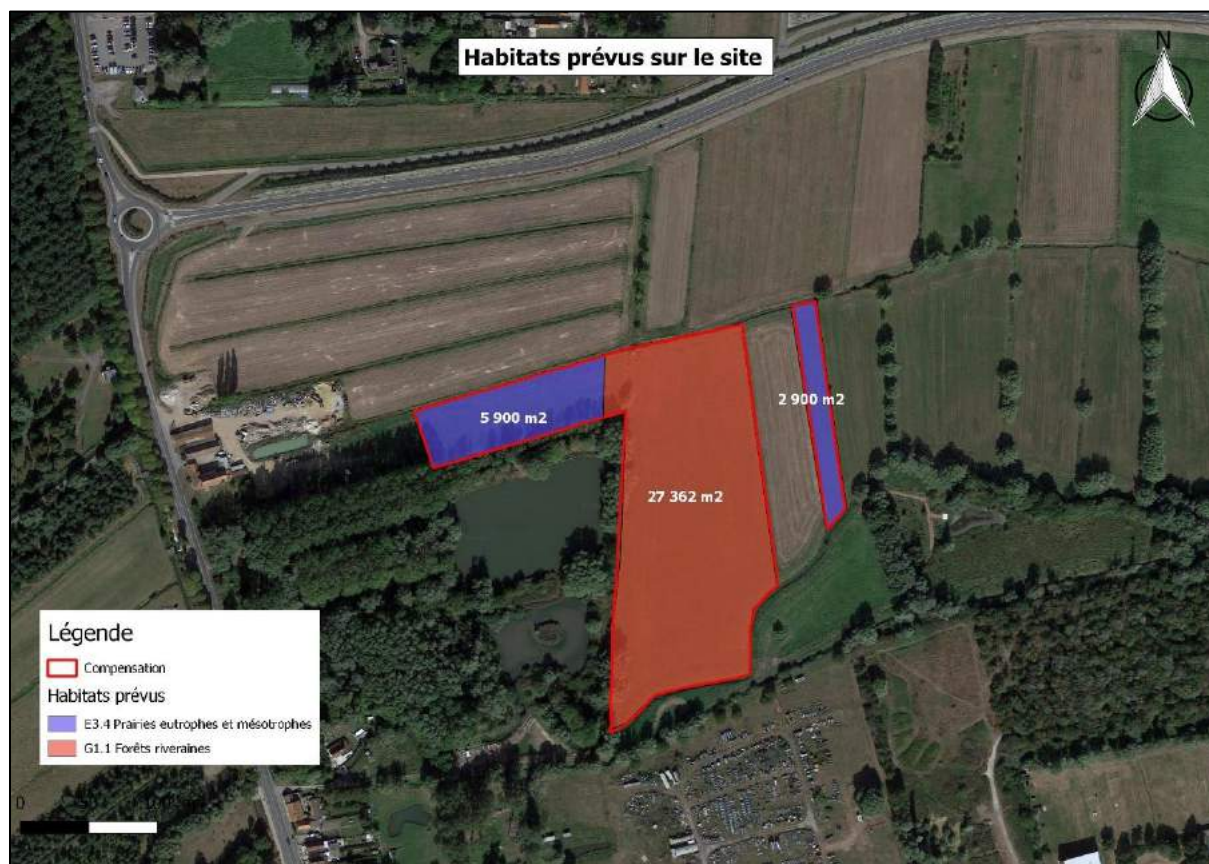 Habitats prévus sur le site
N
5 900 m2
2 900 m2
27 362 m2
Légende
Compensation
Habitats prévus
E3.4 Prairies eutrophes et mésotrophes
G1.1 Forêts riveraines
0